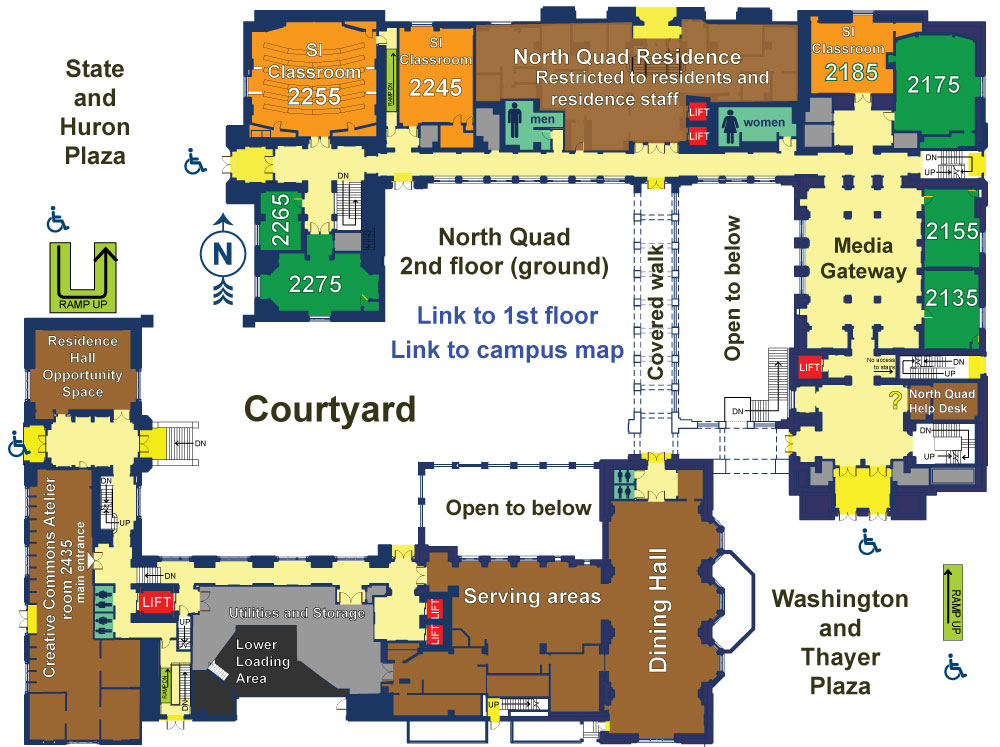 State
and
Huron
Plaza
SI
Classroom
2255
RAMP DN
SI
Classroom
2245
North Quad Residence
Restricted to residents and
residence staff
men
LIFT
LIFT
women
SI
Classroom
2185
2175
DN
UP
DN
2265
2275
N
RAMP UP
North Quad
2nd floor (ground)
Link to 1st floor
Link to campus map
Covered walk
Open to below
Media
Gateway
2155
2135
LIFT
No access
to stairs
DN
UP
?
North Quad
Help Desk
DN
UP
DN
Residence
Hall
Opportunity
Space
Courtyard
DN
Creative Commons Atelier
room 2435
main entrance
DN
UP
DN
LIFT
UP
RAMP DN
DN
Utilities and Storage
Lower
Loading
Area
Open to below
LIFT
LIFT
Serving areas
UP
Dining Hall
Washington
and
Thayer
Plaza
RAMP UP